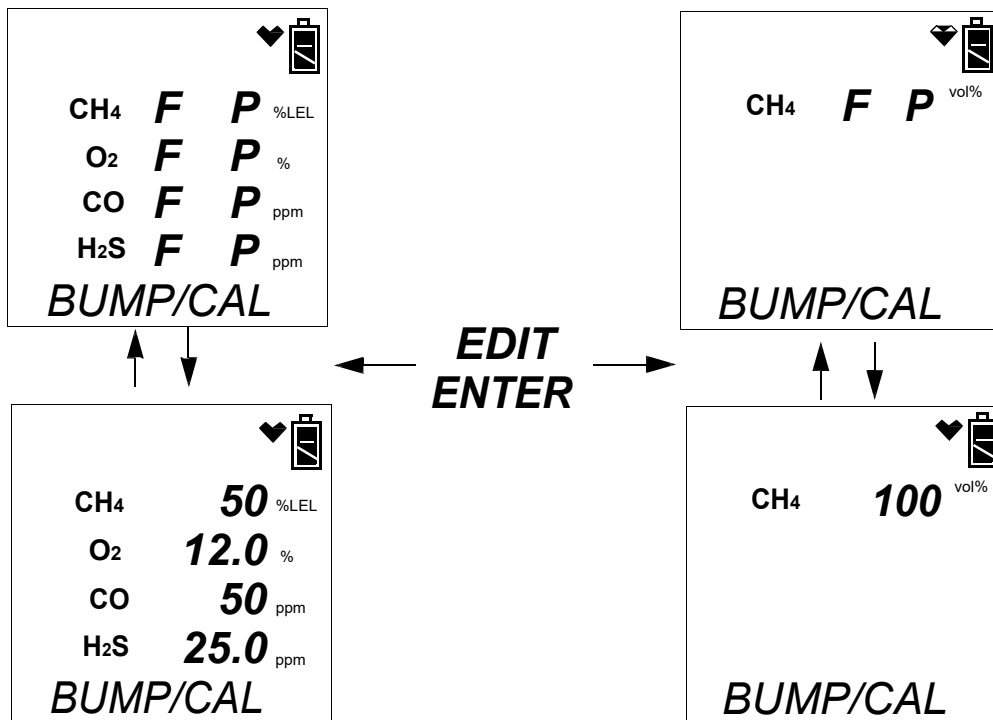 CH4 F P %LEL
O2 F P %
CO F P ppm
H2S F P ppm
BUMP/CAL
CH4 F P vol%
BUMP/CAL
EDIT
ENTER
CH4 50 %LEL
O2 12.0 %
CO 50 ppm
H2S 25.0 ppm
BUMP/CAL
CH4 100 vol%
BUMP/CAL